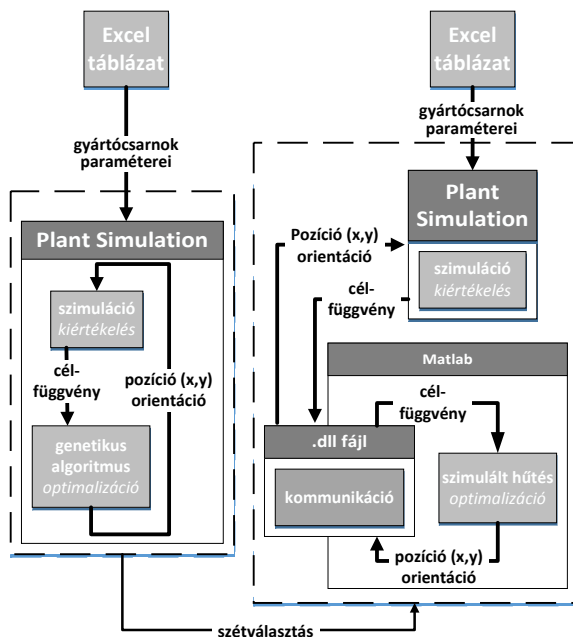 Excel
táblázat
gyártócsarnok
paraméterei
Plant Simulation
szimuláció
kiértékelés
cél-
függvény
pozíció (x,y)
orientáció
genetikus
algoritmus
optimalizáció
Excel
táblázat
gyártócsarnok
paraméterei
Plant
Simulation
Pozíció (x,y)
orientáció
szimuláció
kiértékelés
cél-
függvény
Matlab
cél-
függvény
.dll fájl
kommunikáció
szimulált hűtés
optimalizáció
pozíció (x,y)
orientáció
szétválasztás